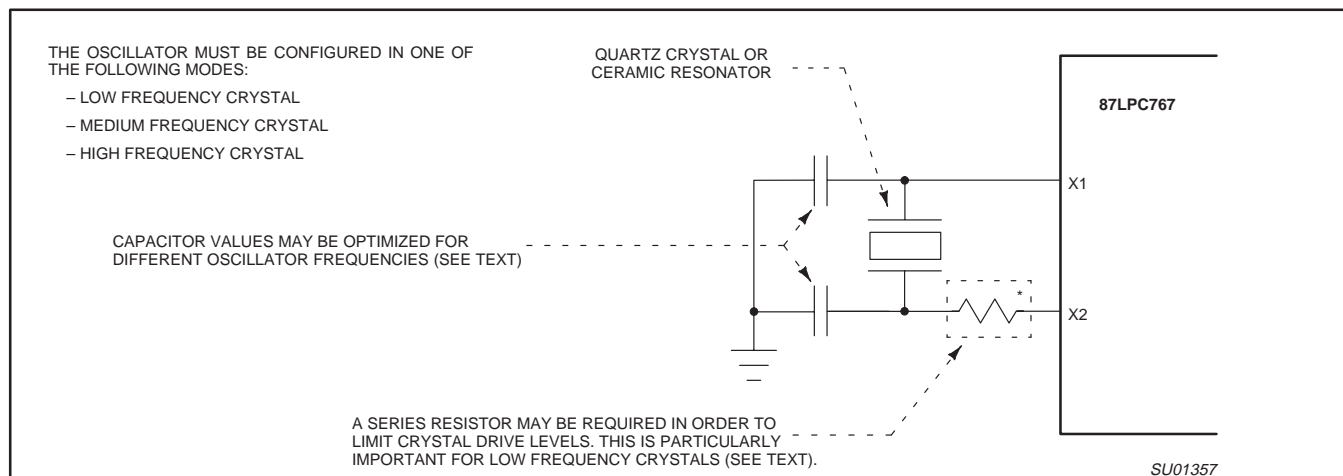 THE OSCILLATOR MUST BE CONFIGURED IN ONE OF
THE FOLLOWING MODES:
– LOW FREQUENCY CRYSTAL
– MEDIUM FREQUENCY CRYSTAL
– HIGH FREQUENCY CRYSTAL
QUARTZ CRYSTAL OR
CERAMIC RESONATOR
87LPC767
X1
CAPACITOR VALUES MAY BE OPTIMIZED FOR
DIFFERENT OSCILLATOR FREQUENCIES (SEE TEXT)
*
X2
A SERIES RESISTOR MAY BE REQUIRED IN ORDER TO
LIMIT CRYSTAL DRIVE LEVELS. THIS IS PARTICULARLY
IMPORTANT FOR LOW FREQUENCY CRYSTALS (SEE TEXT).
SU01357